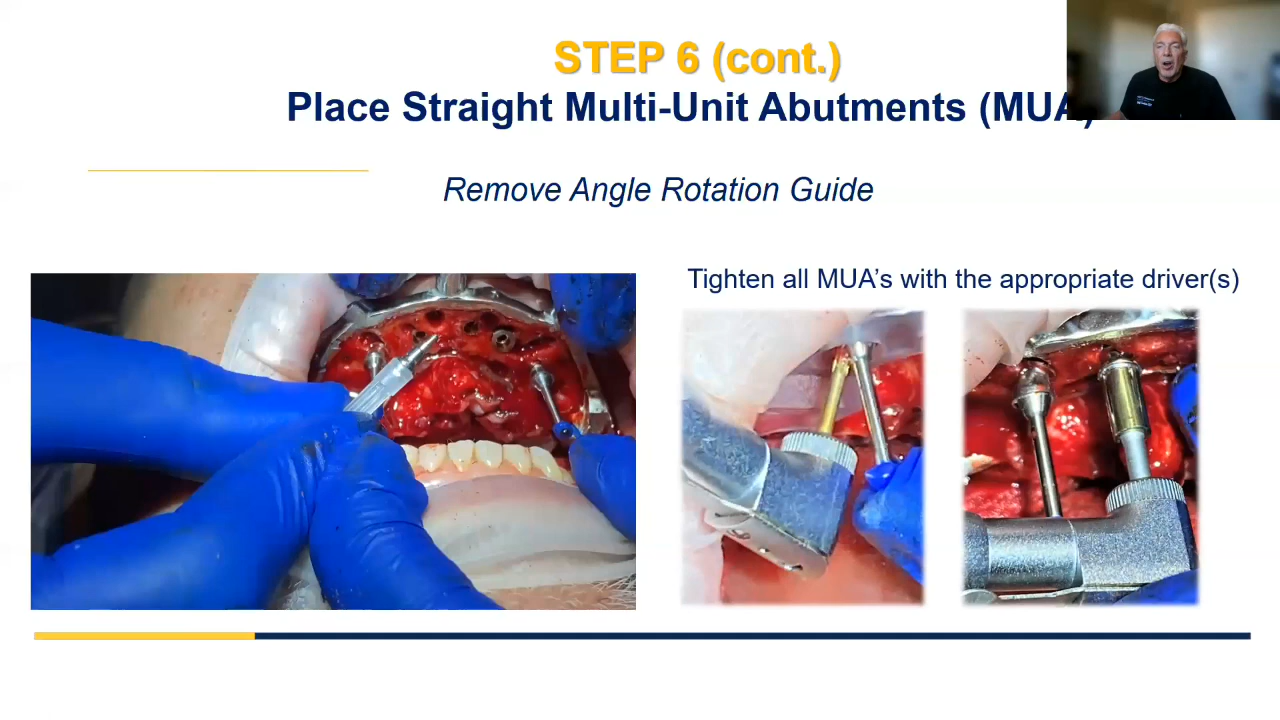 STEP 6 (cont.)
Place Straight Multi-Unit Abutments (MUA)
Remove Angle Rotation Guide
Tighten all MUA's with the appropriate driver(s)